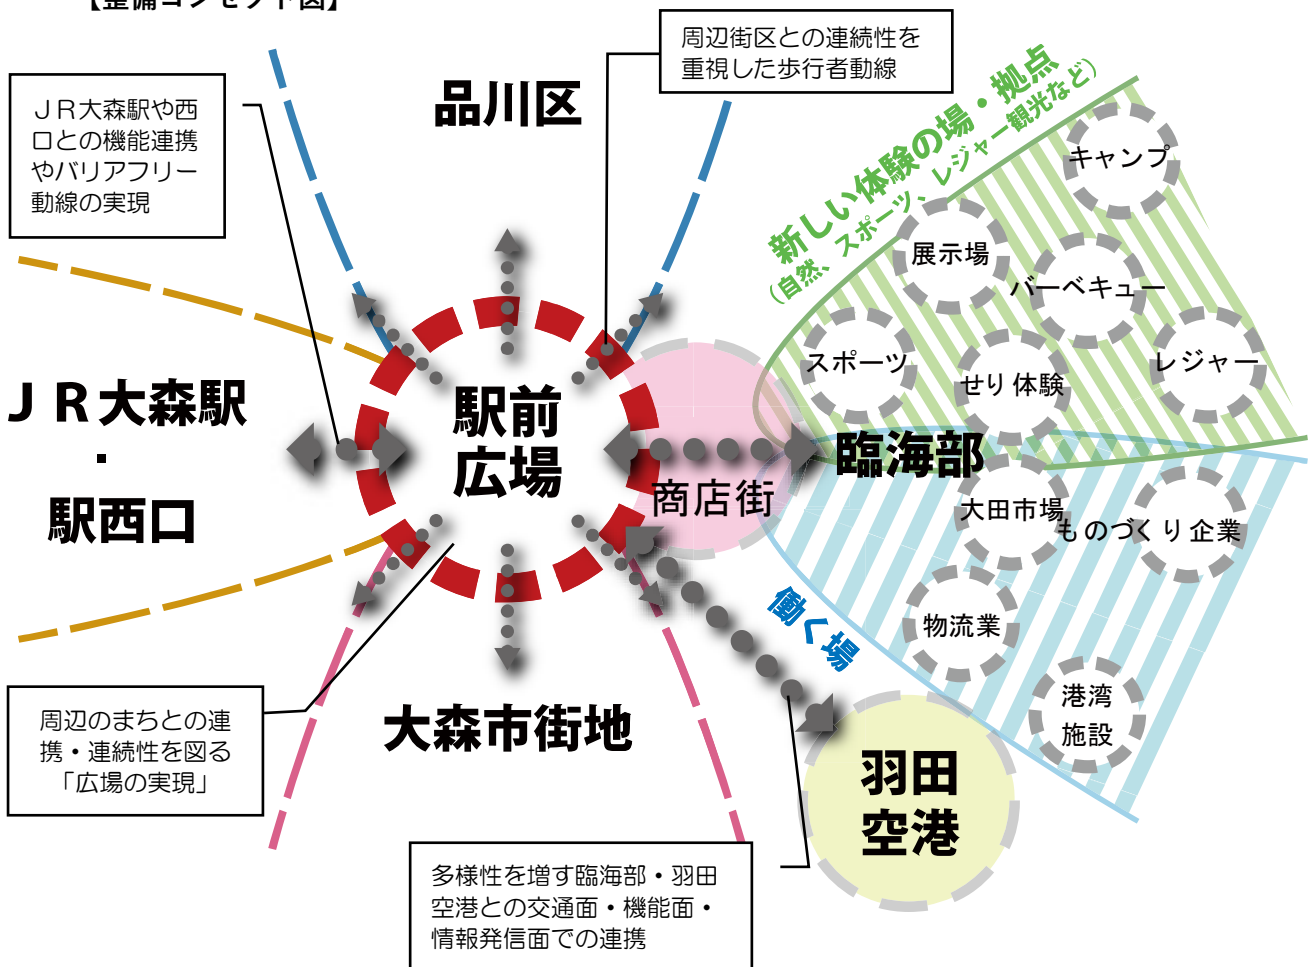 【整備コンセプト図】
周辺街区との連続性を
重視した歩行者動線
ＪＲ大森駅や西
口との機能連携
やバリアフリー
動線の実現
品川区
新しい体験の場・拠点
（自然、スポーツ、レジャー観光など）
キャンプ
展示場
バーベキュー
スポーツ
せり体験
レジャー
ＪＲ大森駅
・
駅西口
駅前
広場
商店街
臨海部
大田市場
ものづくり企業
働く場
物流業
港湾
施設
大森市街地
周辺のまちとの連
携・連続性を図る
「広場の実現」
羽田
空港
多様性を増す臨海部・羽田
空港との交通面・機能面・
情報発信面での連携